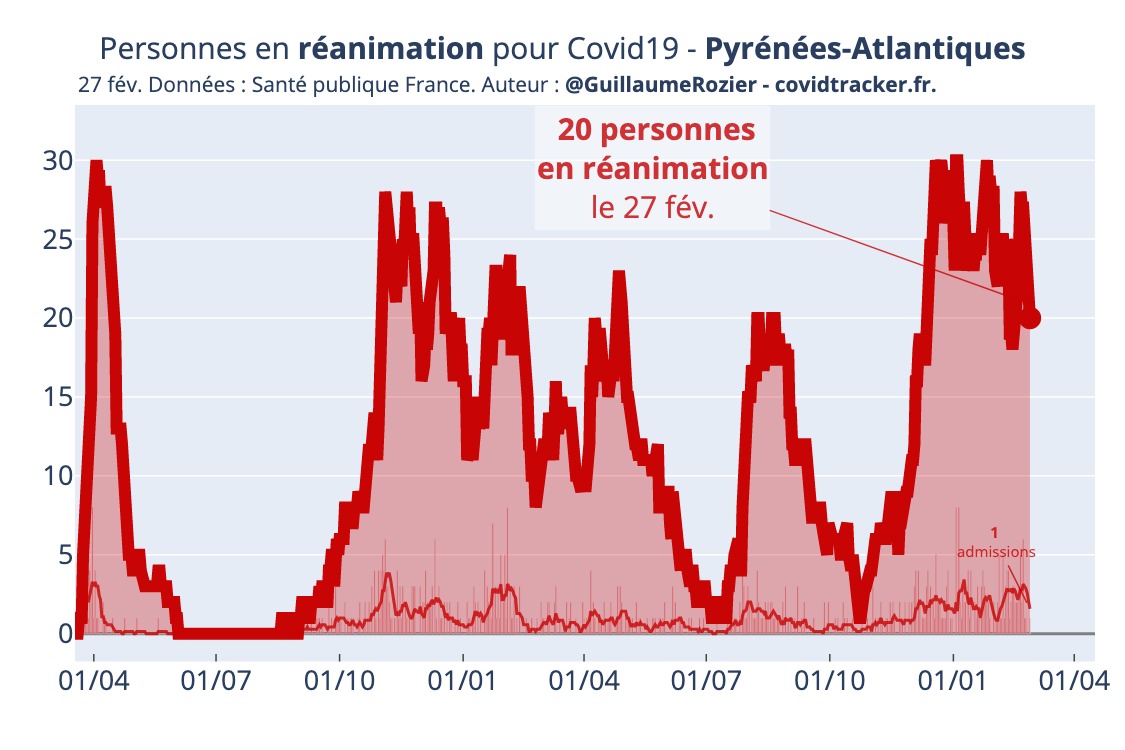 Personnes en réanimation pour Covid19 - Pyrénées-Atlantiques
27 fév. Données : Santé publique France. Auteur : @GuillaumeRozier - covidtracker.fr.
20 personnes
en réanimation
le 27 fév.
30
25
20
15
10
5
0
1
admissions
01/04
01/07
01/10
01/01
01/04
01/07
01/10
01/01
01/04